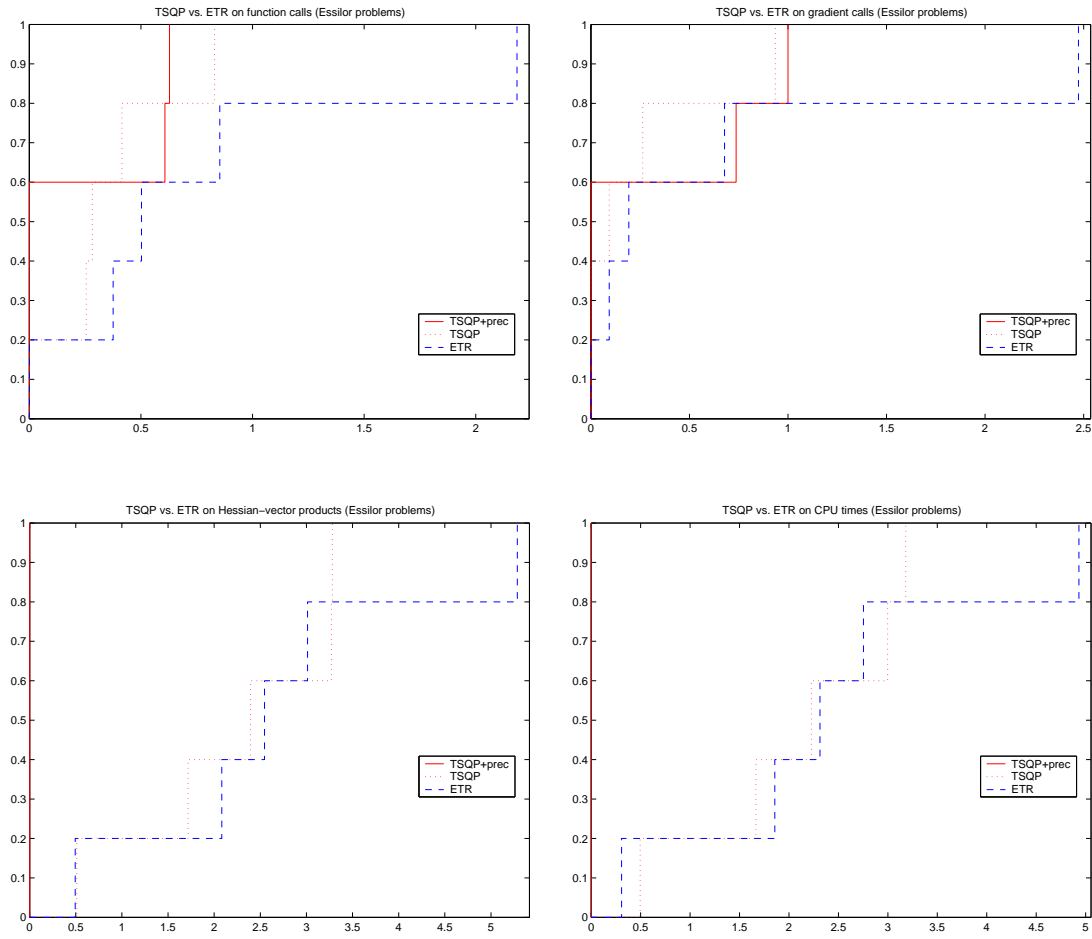 TSQP vs. ETR on function calls (Essilor problems)
1
0.9
0.8
0.7
0.6
0.5
0.4
0.3
0.2
0.1
0
0 0.5 1 1.5 2
TSQP+prec
TSQP
ETR
TSQP vs. ETR on gradient calls (Essilor problems)
1
0.9
0.8
0.7
0.6
0.5
0.4
0.3
0.2
0.1
0
0 0.5 1 1.5 2 2.5
TSQP+prec
TSQP
ETR
TSQP vs. ETR on Hessian−vector products (Essilor problems)
1
0.9
0.8
0.7
0.6
0.5
0.4
0.3
0.2
0.1
0
0 0.5 1 1.5 2 2.5 3 3.5 4 4.5 5
TSQP+prec
TSQP
ETR
TSQP vs. ETR on CPU times (Essilor problems)
1
0.9
0.8
0.7
0.6
0.5
0.4
0.3
0.2
0.1
0
0 0.5 1 1.5 2 2.5 3 3.5 4 4.5 5
TSQP+prec
TSQP
ETR